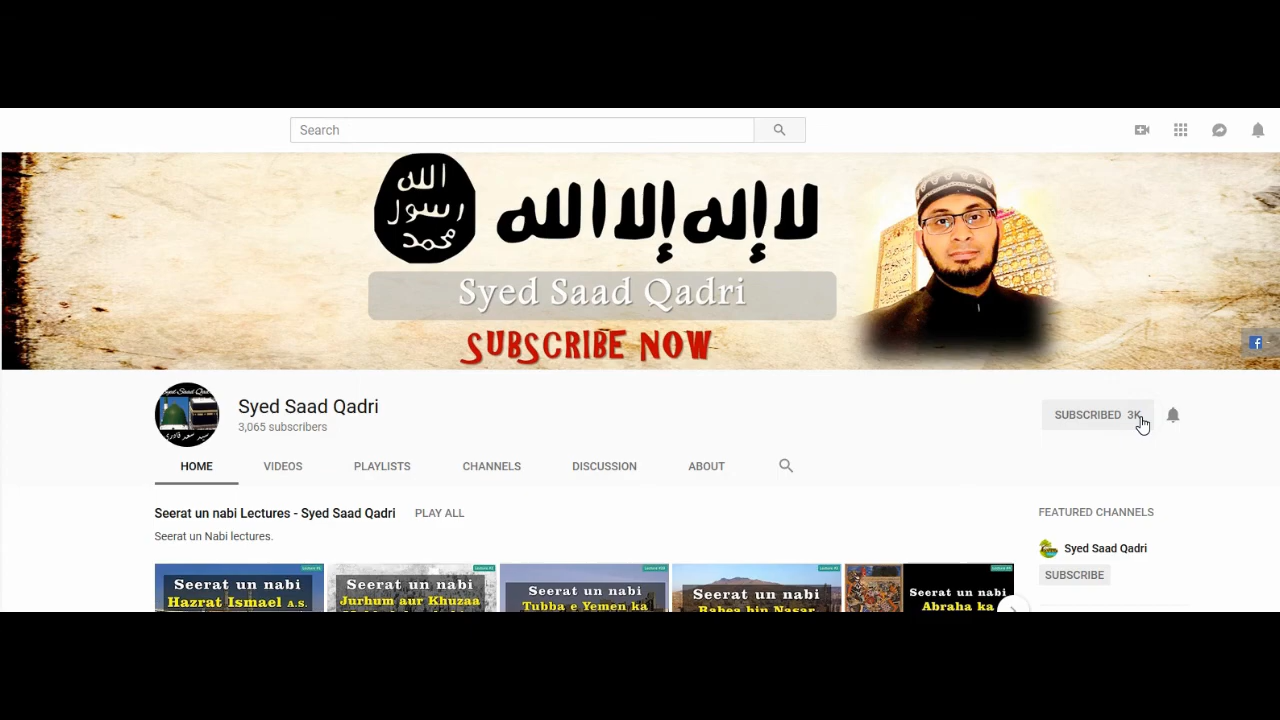 Search
الله
رسول
محمد
لا إله إلا الله
Syed Saad Qadri
SUBSCRIBE NOW
Syed Saad Qadri
3,065 subscribers
SUBSCRIBED 3K
HOME VIDEOS PLAYLISTS CHANNELS DISCUSSION ABOUT
Seerat un nabi Lectures - Syed Saad Qadri PLAY ALL
Seerat un Nabi lectures.
FEATURED CHANNELS
Syed Saad Qadri
SUBSCRIBE
Seerat un nabi
Hazrat Ismael A.S.
Seerat un nabi
Jurhum aur Khuzaa
Seerat un nabi
Tubba e Yemen ka
Seerat un nabi
Rabea bin Nasar
Seerat un nabi
Abraha ka